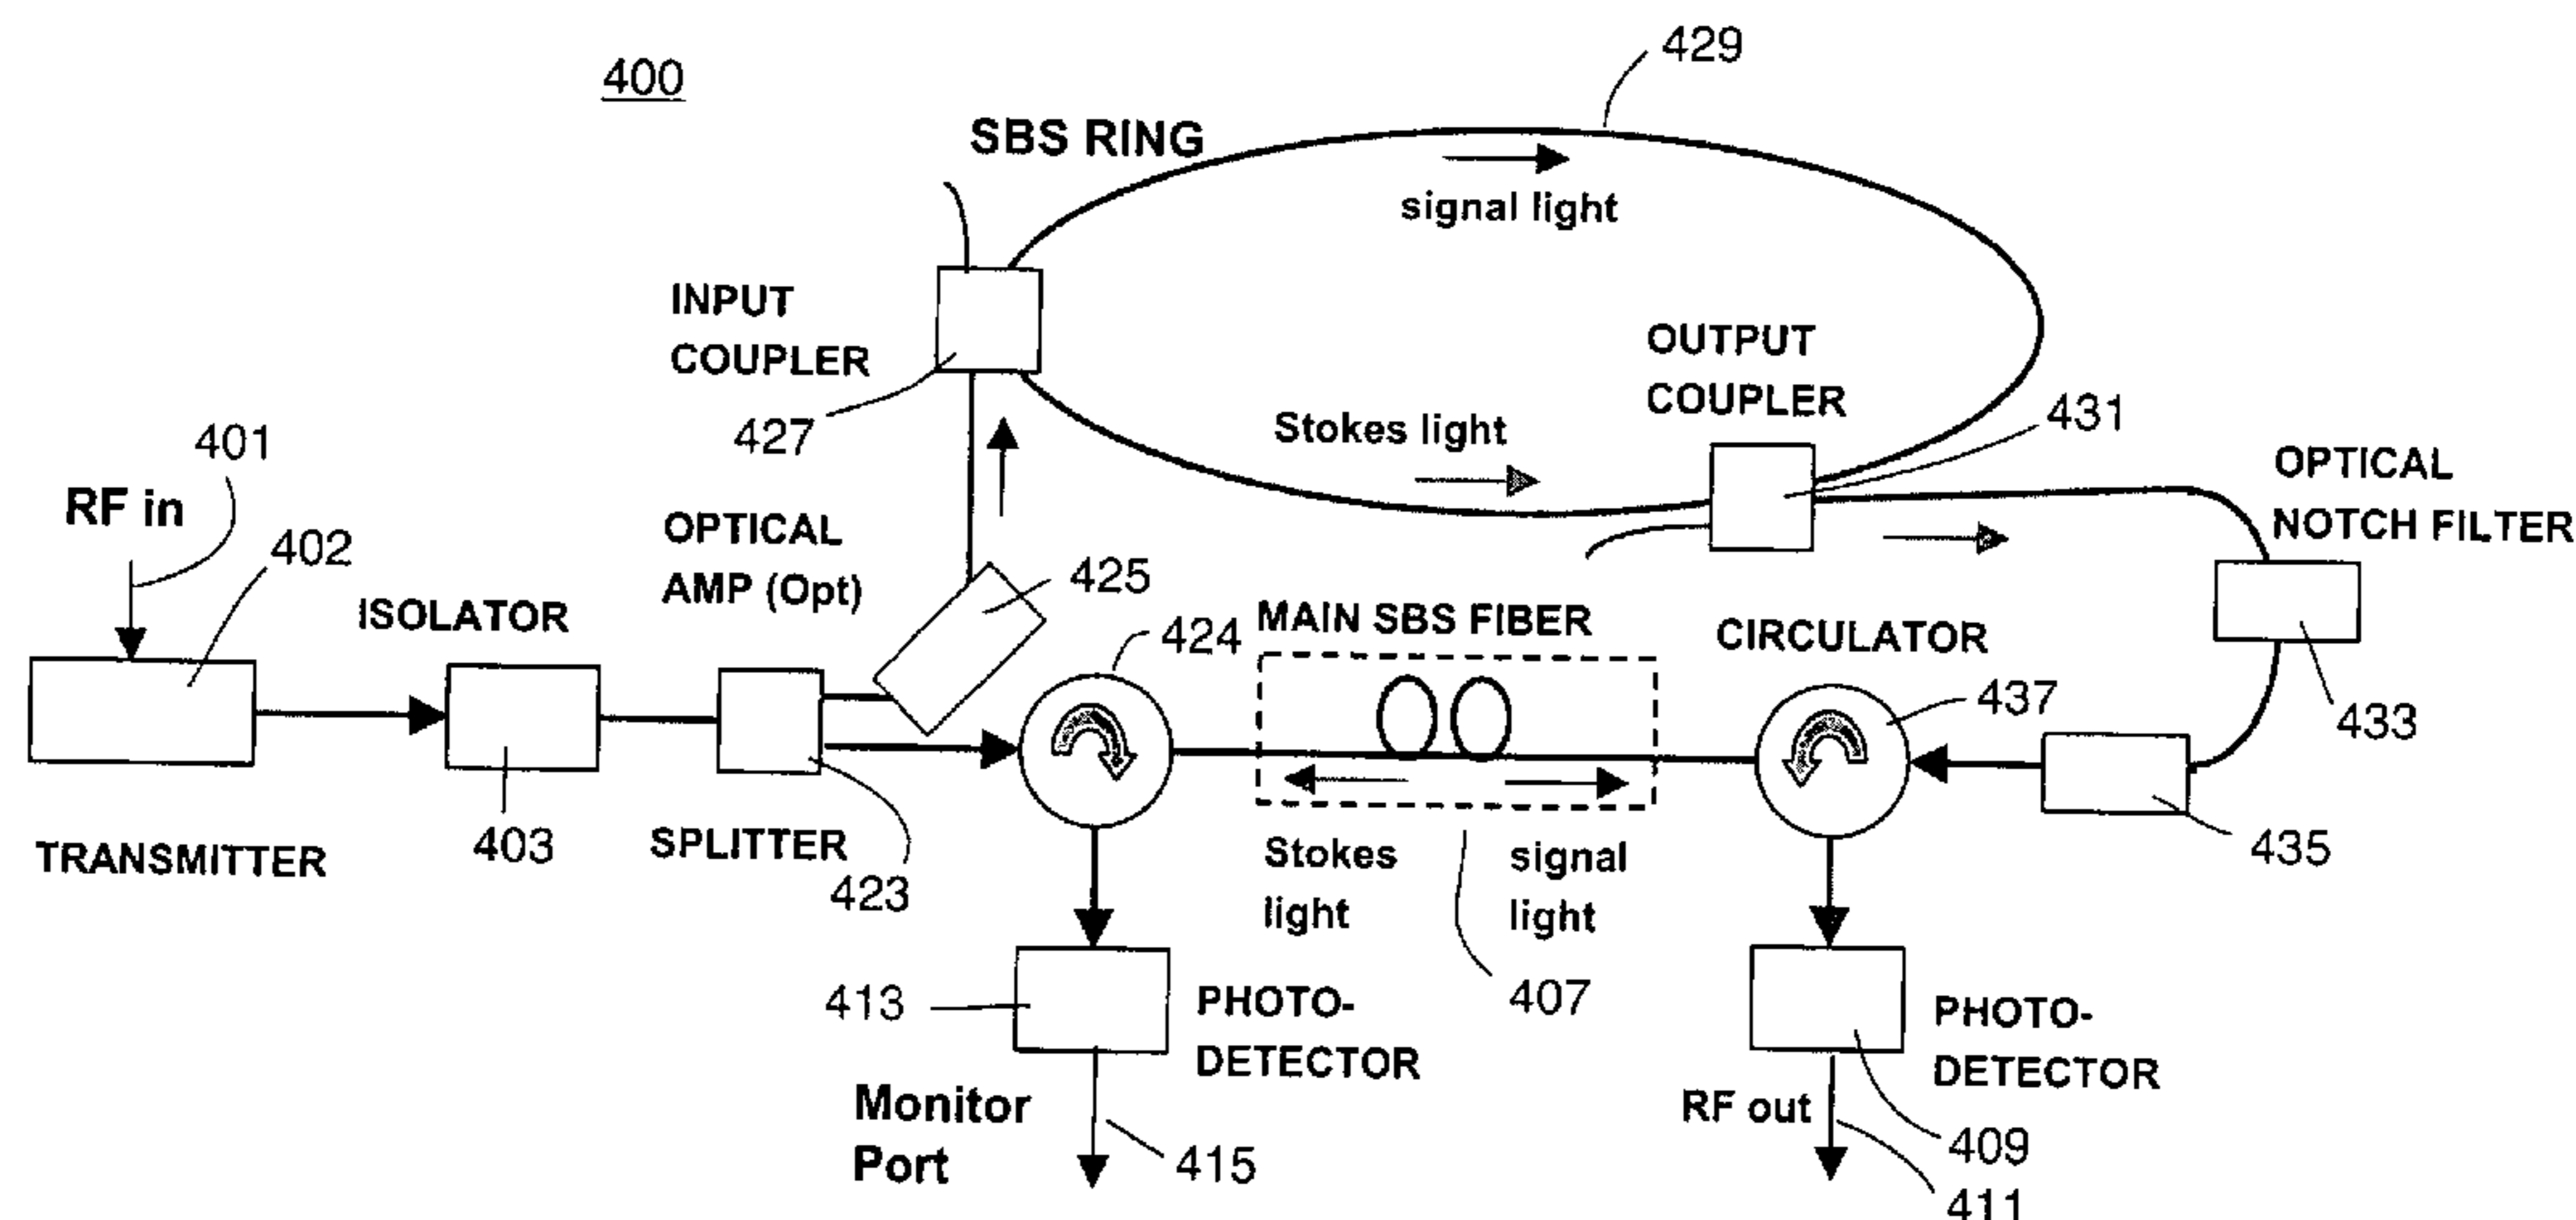 400
429
SBS RING
signal light
INPUT
COUPLER
427
OUTPUT
COUPLER
431
Stokes light
401
RF in
402
OPTICAL
NOTCH FILTER
OPTICAL
AMP (Opt)
425
ISOLATOR
424
MAIN SBS FIBER
CIRCULATOR
437
433
TRANSMITTER
403
SPLITTER
423
Stokes
light
signal
light
435
413
PHOTO-
DETECTOR
407
PHOTO-
DETECTOR
Monitor
Port
415
RF out
409
411